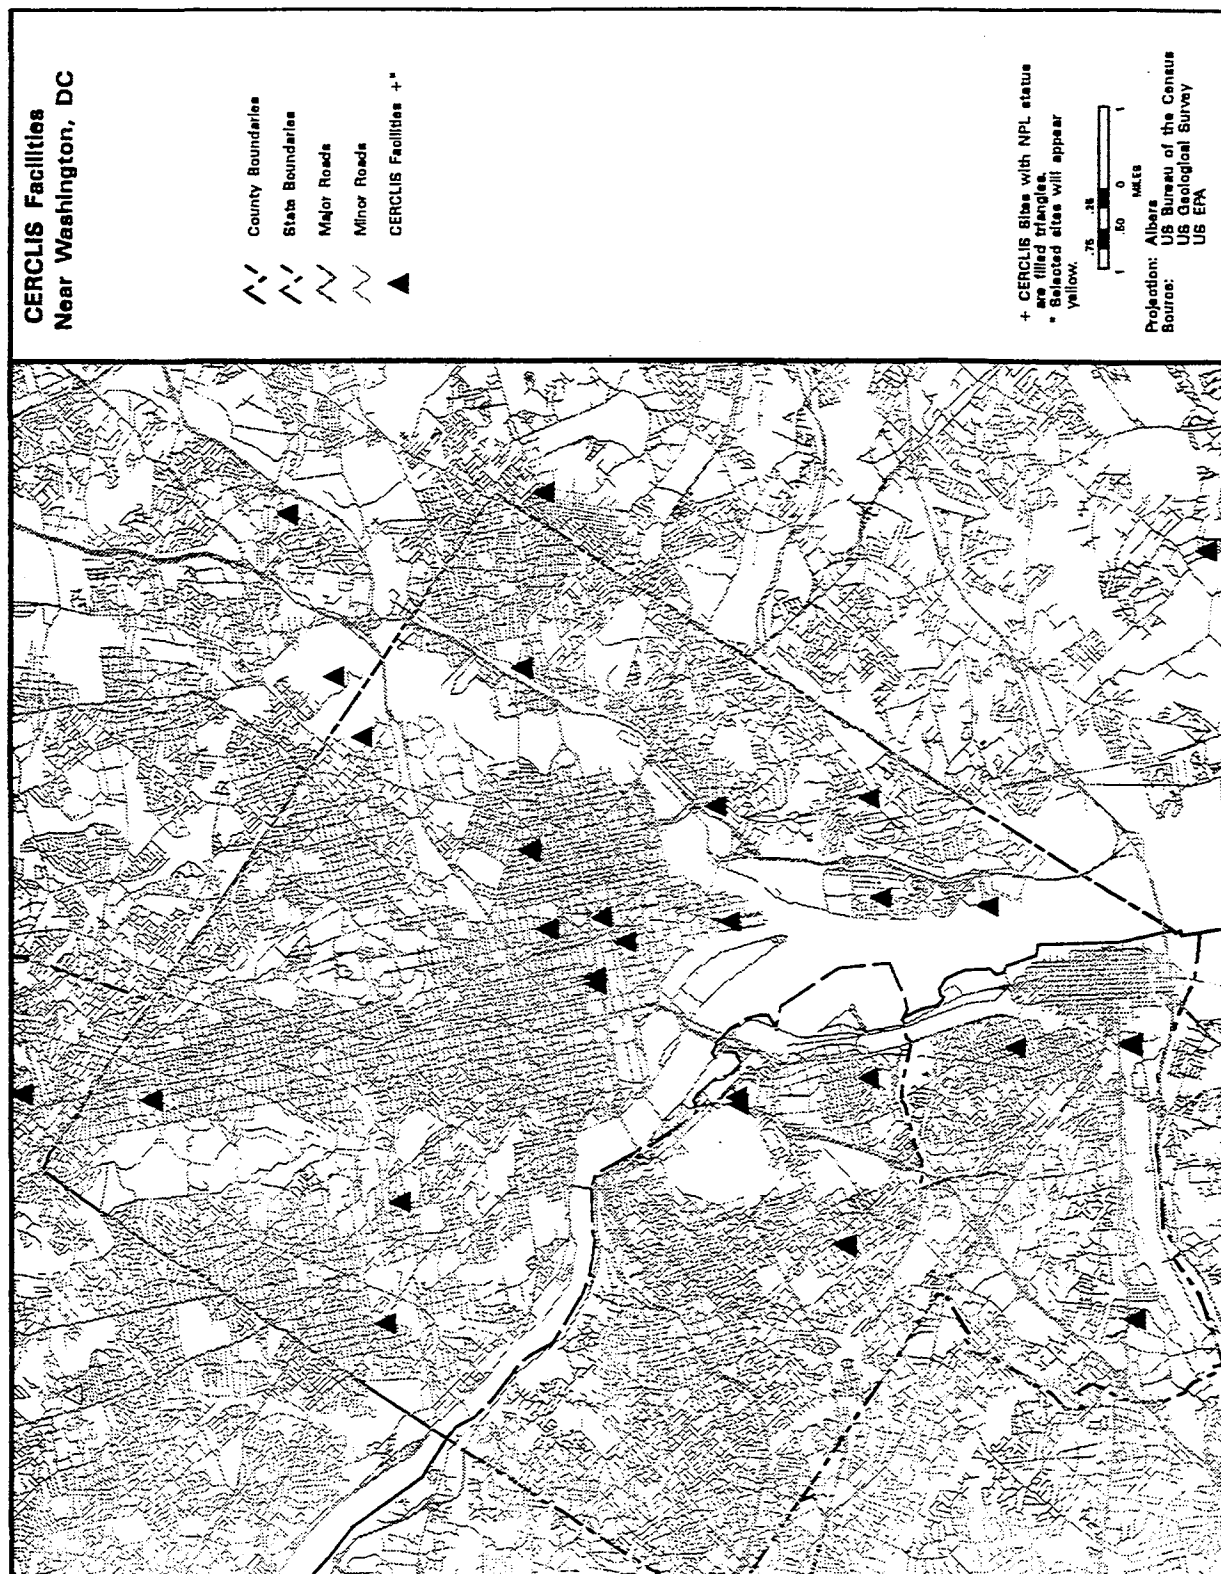 CERCLIS Facilities
Near Washington, DC
County Boundaries
State Boundaries
Major Roads
Minor Roads
CERCLIS Facilities +*
+ CERCLIS Sites with NPL status
are filled triangles.
* Selected sites will appear
yellow.
.75 .25
1 .50 0 1
MILES
Projection: Albers
Source: US Bureau of the Census
US Geological Survey
US EPA